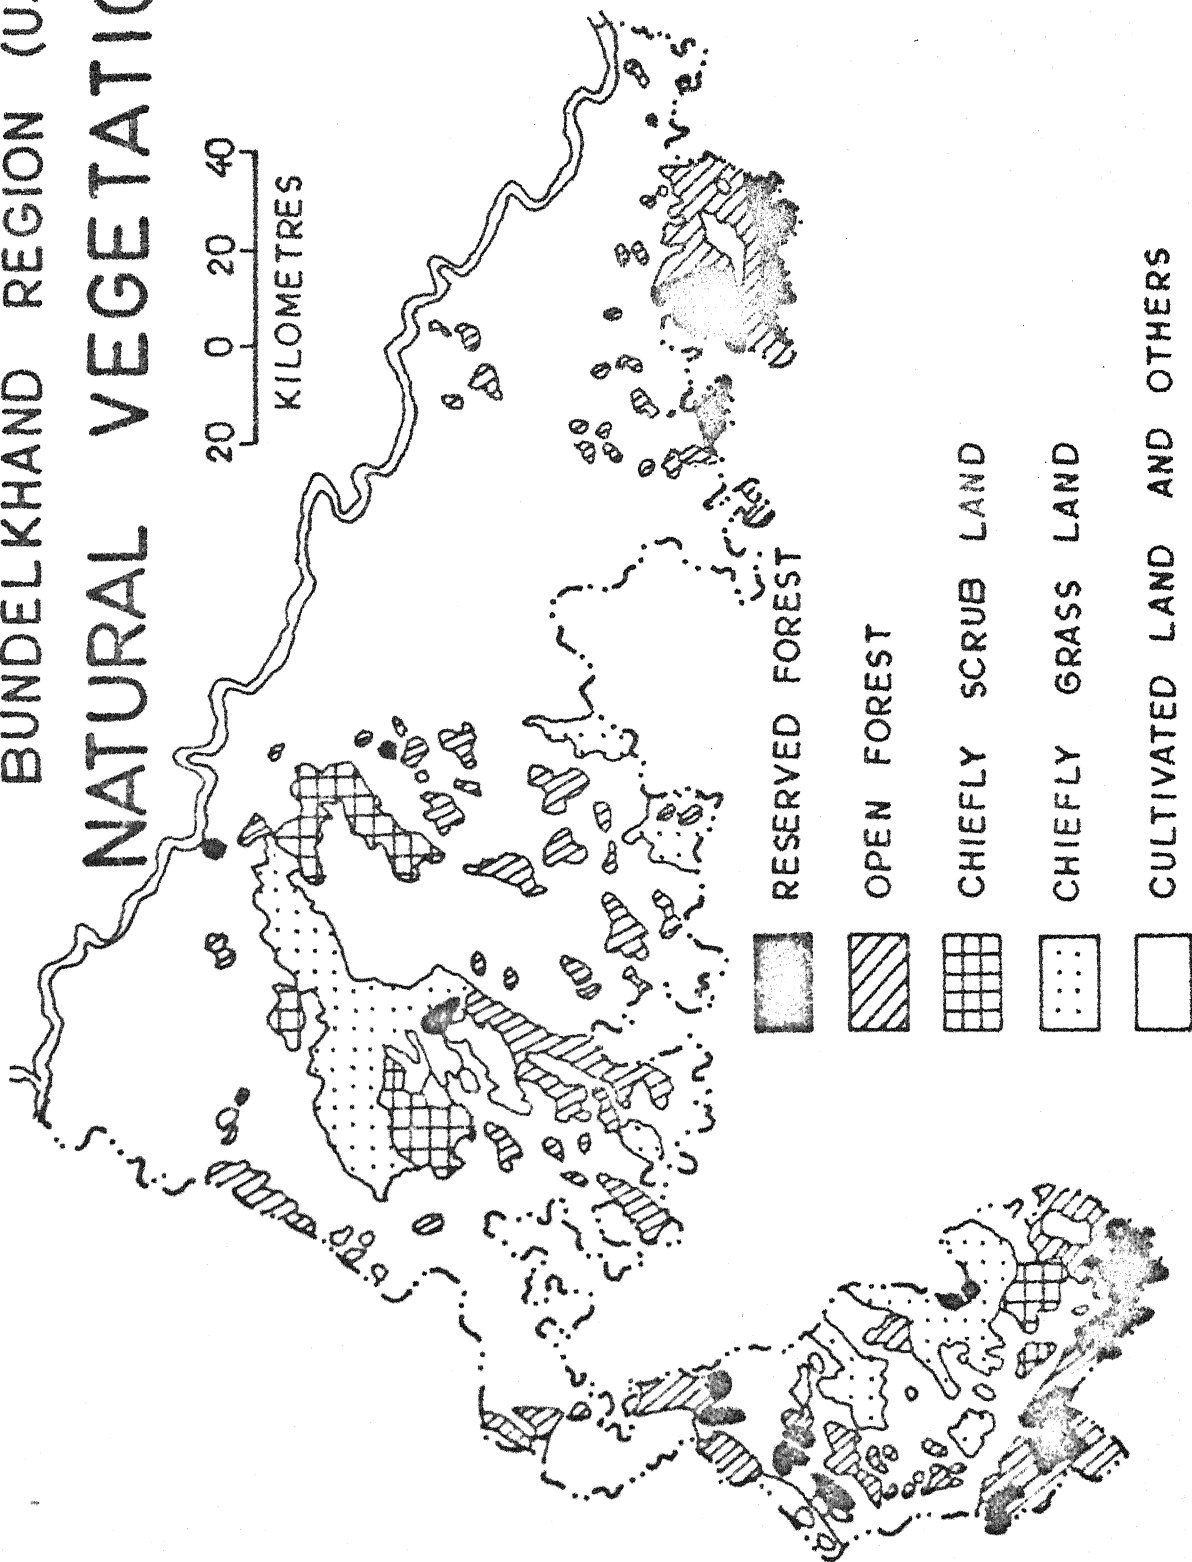 BUNDELKHAND REGION (U.
NATURAL VEGETATIO
20 0 20 40
KILOMETRES
RESERVED FOREST
OPEN FOREST
CHIEFLY SCRUB LAND
CHIEFLY GRASS LAND
CULTIVATED LAND AND OTHERS